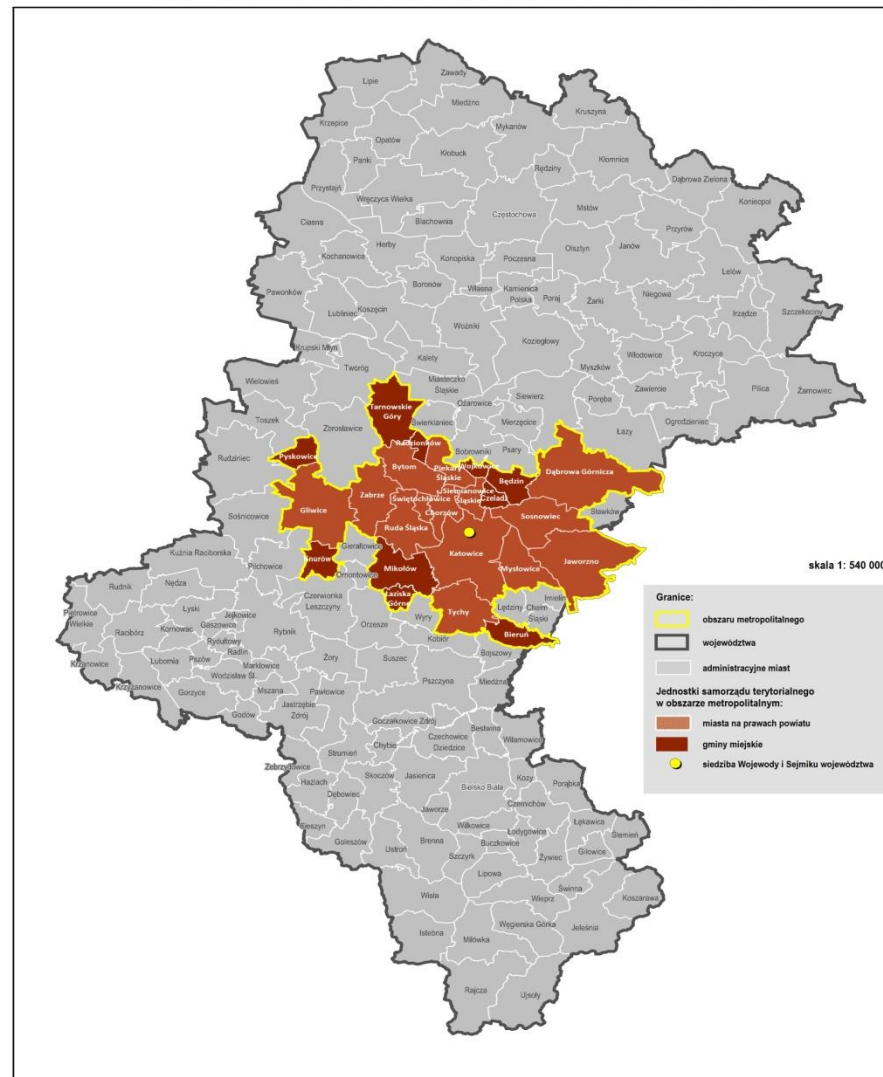 Zawady
Lipie
Miedźno
Kruszyna
Krzepice
Mykanów
Opatów
Kłobuck
Kłomnice
Panki
Rędziny
Dąbrowa Zielona
Przystajń
Koniecpol
Wręczyca Wielka
Mstów
Blachownia
Częstochowa
Przyrów
Ciasna
Herby
Olsztyn
Janów
Kochanowice
Konopiska
Poczesna
Lelów
Boronów
Własna
Kamienica
Polska
Poraj
Żarki
Niegowa
Pawonków
Koszęcin
Irządze
Szczekociny
Lubliniec
Woźniki
Koziegłowy
Kroczyce
Krupski Młyn
Kalety
Włodowice
Myszków
Tworóg
Miasteczko
Śląskie
Zawiercie
Pilica
Żarnowiec
Wielowieś
Ożarowice
Siewierz
Poręba
Tarnowskie
Góry
Świerklaniec
Mierzęcice
Ogrodzieniec
Toszek
Zbrosławice
Radzionków
Łazy
Rudziniec
Pyskowice
Bobrowniki
Psary
Bytom
Piekary
Śląskie
Wojkowice
Będzin
Dąbrowa Górnicza
Zabrze
Siemianowice
Śląskie
Czeladź
Świętochłowice
Sławków
Gliwice
Chorzów
Sosnowiec
Sośnicowice
Ruda Śląska
Gierałtowice
Katowice
Kuźnia Raciborska
Knurów
Mikołów
Mysłowice
Jaworzno
Pilchowice
Ornontowice
Rudnik
Nędza
Czerwionka
Leszczyny
Łaziska
Górne
Imielin
Pietrowice
Wielkie
Lyski
Jejkowice
Orzesze
Wyry
Tychy
Lędziny
Chełm
Śląski
Racibórz
Kornowac
Gaszowice
Rydułtowy
Rybnik
Kobiór
Bieruń
Radlin
Bojszowy
Krzanowice
Lubomia
Pszów
Marklowice
Żory
Suszec
Wodzisław Śl.
Krzyżanowice
Gorzyce
Mszana
Pawłowice
Pszczyna
Miedźna
Jastrzębie
Zdrój
Godów
Goczałkowice Zdrój
Bestwina
Strumień
Chybie
Czechowice
Dziedzice
Wilamowice
Zebrzydowice
Hażlach
Skoczów
Jasienica
Kozy
Porąbka
Dębowiec
Bielsko Biała
Jaworze
Czernichów
Cieszyn
Wilkowice
Łękawica
Goleszów
Ustroń
Brenna
Buczkowice
Łodygowice
Ślemień
Szczyrk
Żywiec
Gilowice
Lipowa
Świnna
Wisła
Wieprz
Koszarawa
Istebna
Milówka
Węgierska Górka
Jeleśnia
Rajcza
Ujsoły
skala 1: 540 000
Granice:
obszaru metropolitalnego
województwa
administracyjne miast
Jednostki samorządu terytorialnego
w obszarze metropolitalnym:
miasta na prawach powiatu
gminy miejskie
siedziba Wojewody i Sejmiku województwa